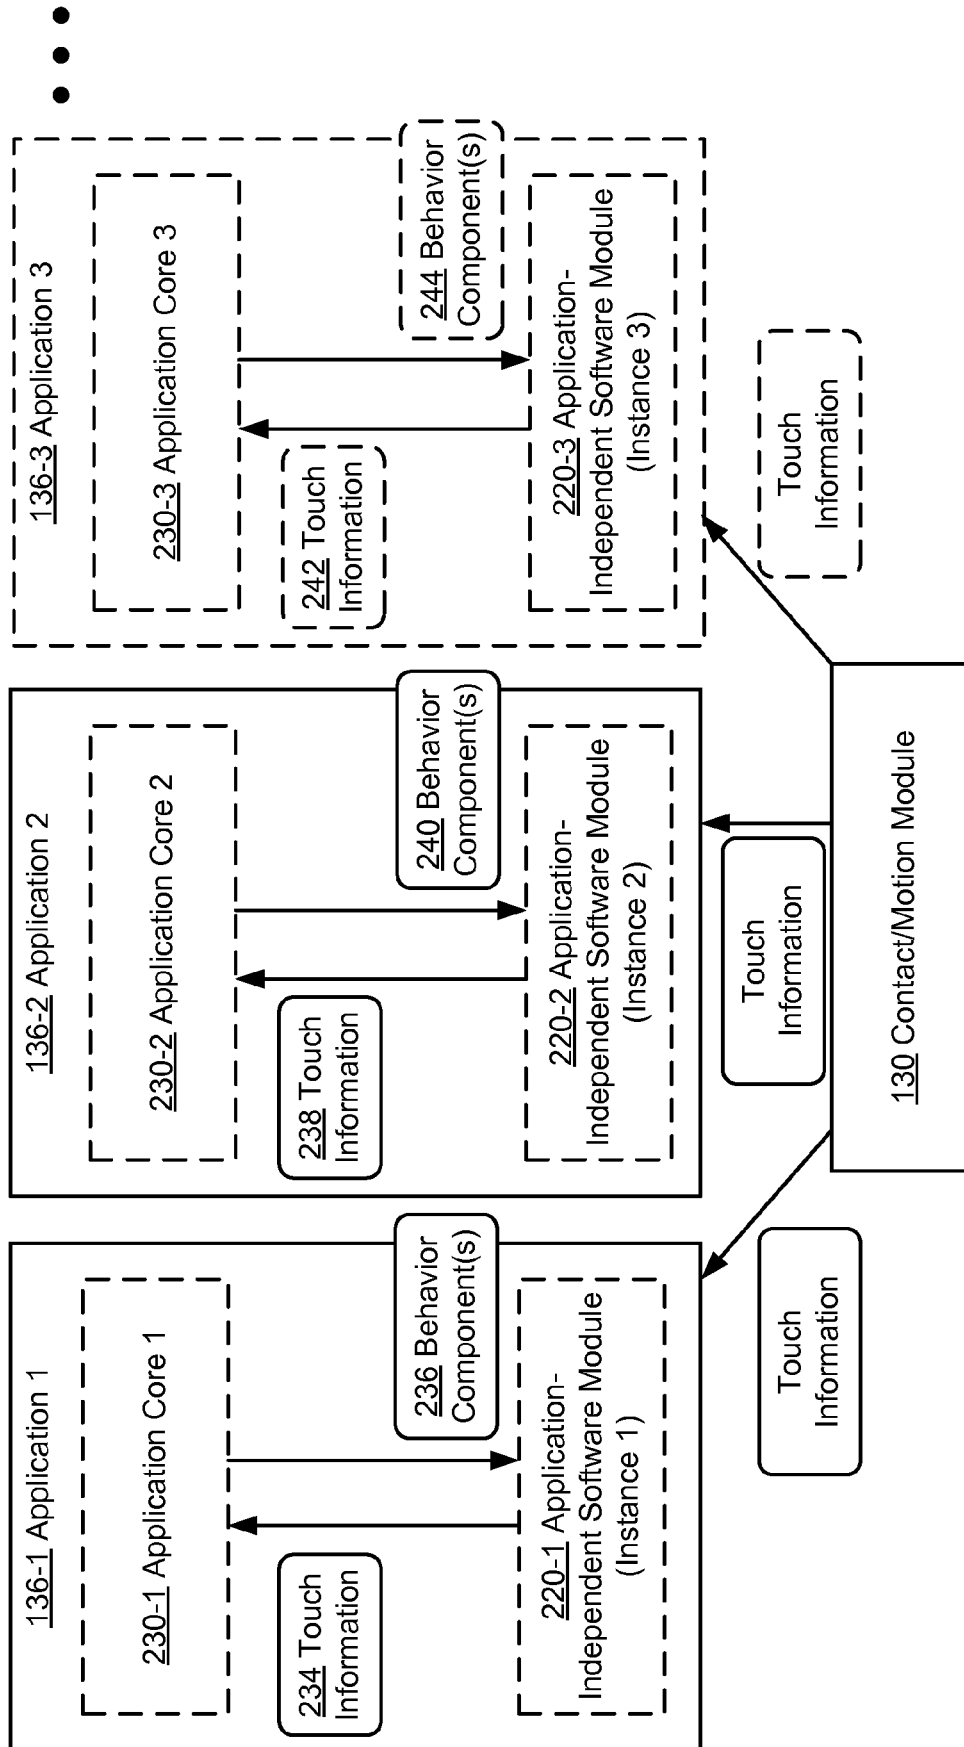 136-1 Application 1
230-1 Application Core 1
234 Touch
Information
236 Behavior
Component(s)
220-1 Application-
Independent Software Module
(Instance 1)
Touch
Information
136-2 Application 2
230-2 Application Core 2
238 Touch
Information
240 Behavior
Component(s)
220-2 Application-
Independent Software Module
(Instance 2)
Touch
Information
136-3 Application 3
230-3 Application Core 3
242 Touch
Information
244 Behavior
Component(s)
220-3 Application-
Independent Software Module
(Instance 3)
Touch
Information
130 Contact/Motion Module